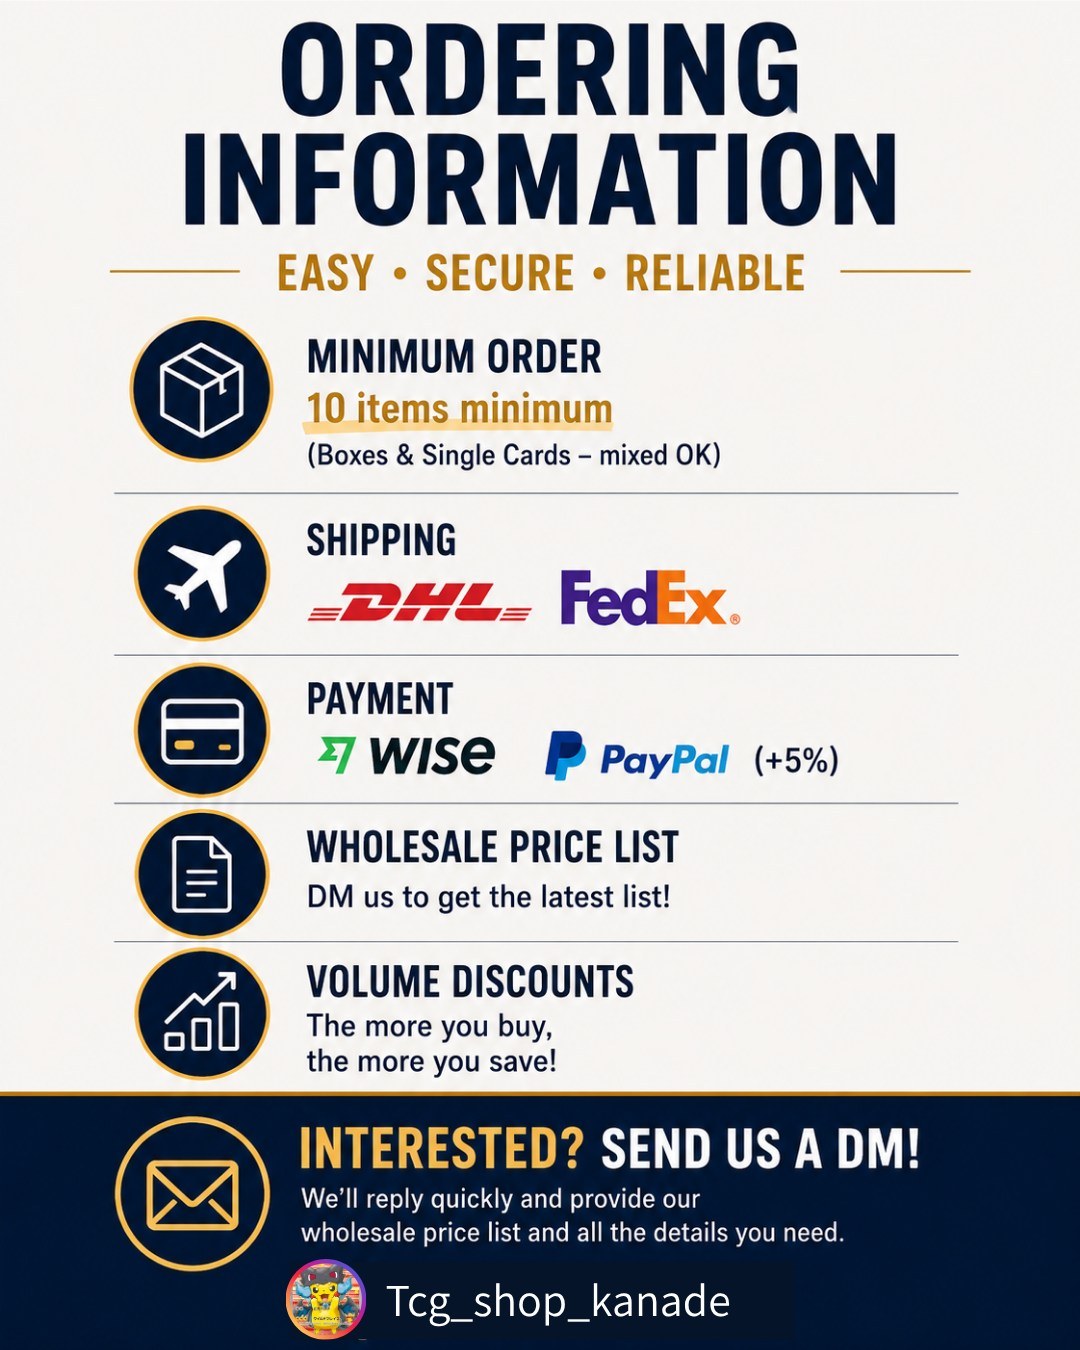 ORDERING
INFORMATION
EASY • SECURE • RELIABLE
MINIMUM ORDER
10 items minimum
(Boxes & Single Cards – mixed OK)
SHIPPING
DHL FedEx®
PAYMENT
WISE PayPal (+5%)
WHOLESALE PRICE LIST
DM us to get the latest list!
VOLUME DISCOUNTS
The more you buy,
the more you save!
INTERESTED? SEND US A DM!
We'll reply quickly and provide our
wholesale price list and all the details you need.
Tcg_shop_kanade